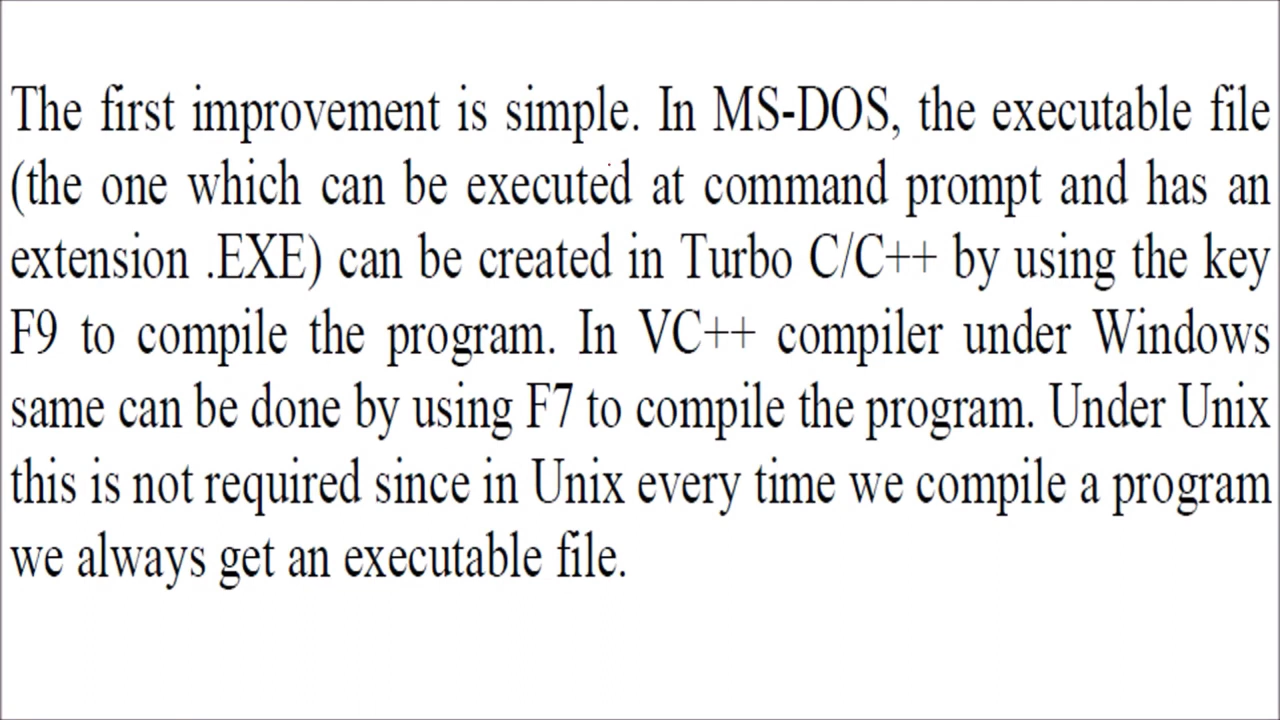 The first improvement is simple. In MS-DOS, the executable file
(the one which can be executed at command prompt and has an
extension .EXE) can be created in Turbo C/C++ by using the key
F9 to compile the program. In VC++ compiler under Windows
same can be done by using F7 to compile the program. Under Unix
this is not required since in Unix every time we compile a program
we always get an executable file.